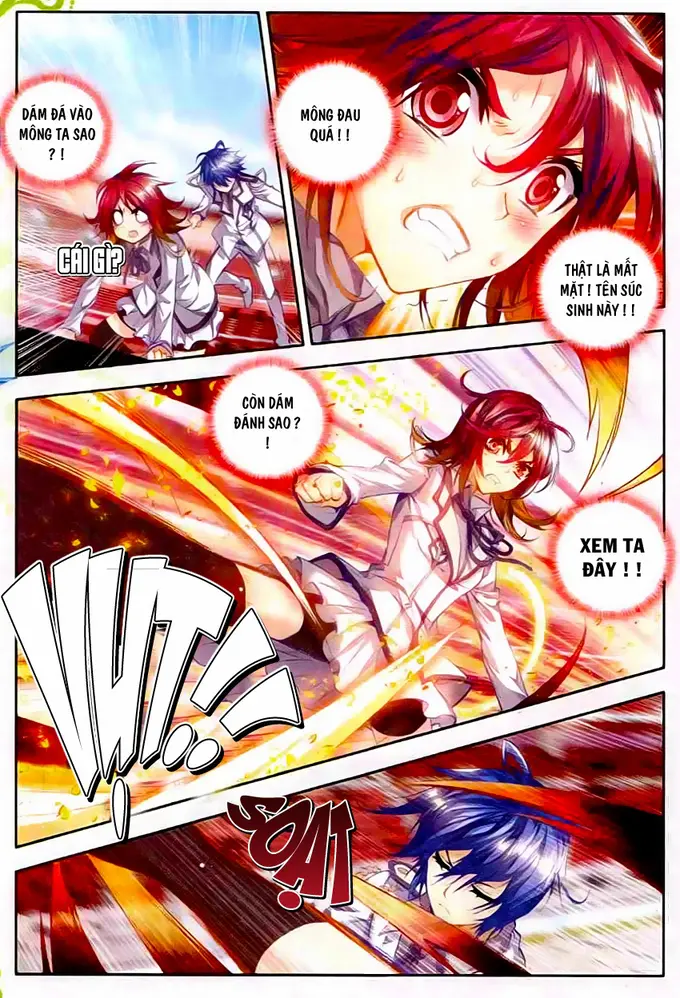 DÁM ĐÁ VÀO
MÔNG TA SAO
? !
CÁI GÌ?
MÔNG ĐAU
QUÁ ! !
THẬT LÀ MẤT
MẶT ! TÊN SÚC
SINH NÀY ! !
CÒN DÁM
ĐÁNH SAO ?
!
XEM TA
ĐÂY ! !
VỤT!!
SOẠT